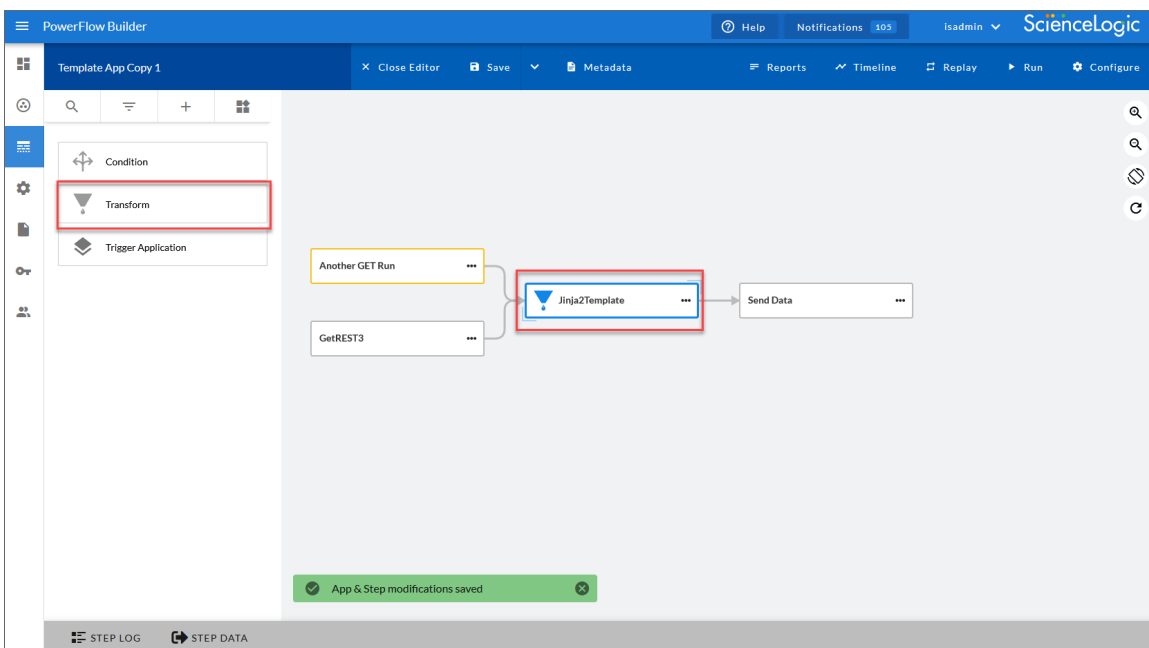 PowerFlow Builder
Help
Notifications 105
isadmin
ScienceLogic
Template App Copy 1
Close Editor
Save
Metadata
Reports
Timeline
Replay
Run
Configure
Condition
Transform
Trigger Application
Another GET Run
Jinja2Template
Send Data
GetREST3
App & Step modifications saved
STEP LOG
STEP DATA